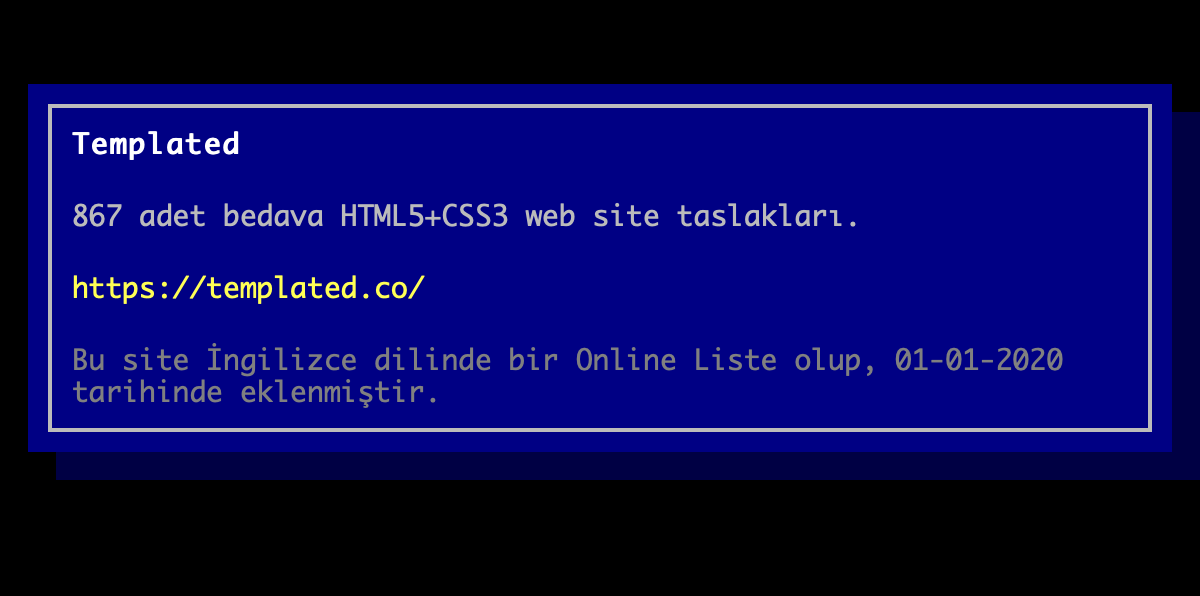 Templated
867 adet bedava HTML5+CSS3 web site taslakları.
https://templated.co/
Bu site İngilizce dilinde bir Online Liste olup, 01-01-2020
tarihinde eklenmiştir.